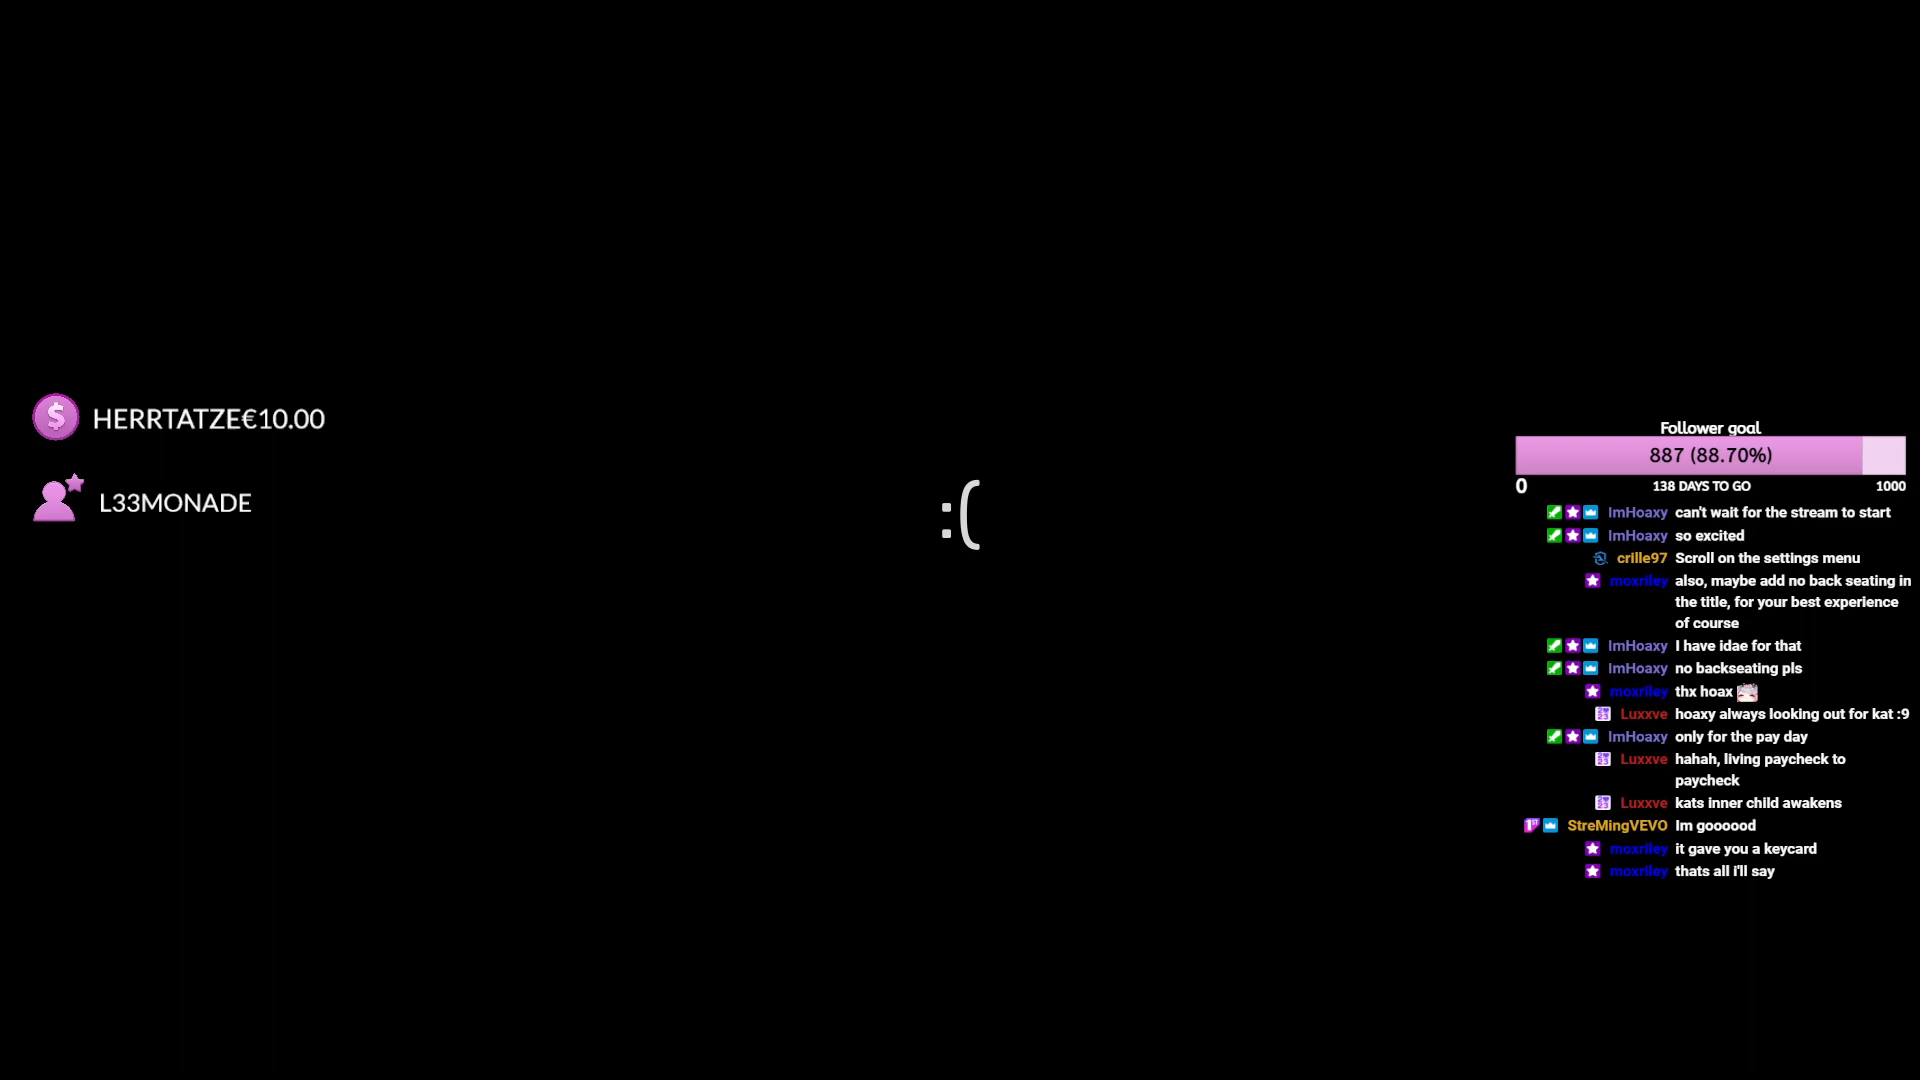 HERRTATZE€10.00
L33MONADE
:(
Follower goal
887 (88.70%)
0 138 DAYS TO GO 1000
ImHoaxy can't wait for the stream to start
ImHoaxy so excited
crille97 Scroll on the settings menu
moxriley also, maybe add no back seating in
the title, for your best experience
of course
ImHoaxy I have idae for that
ImHoaxy no backseating pls
moxriley thx hoax
Luxxve hoaxy always looking out for kat :9
ImHoaxy only for the pay day
Luxxve hahah, living paycheck to
paycheck
Luxxve kats inner child awakens
StreMingVEVO Im goooood
moxriley it gave you a keycard
moxriley thats all i'll say